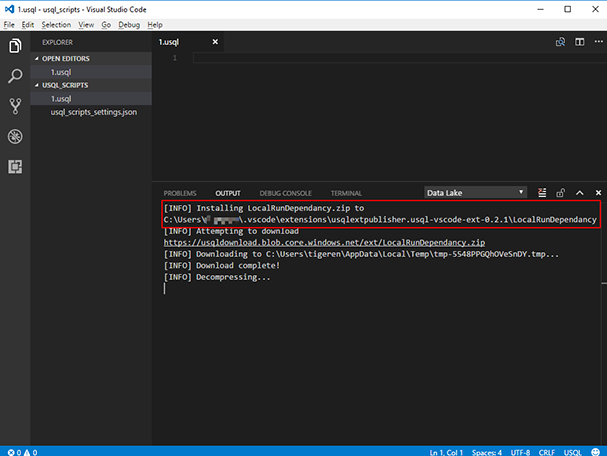 1.usql - usql_scripts - Visual Studio Code
File Edit Selection View Go Debug Help
EXPLORER
OPEN EDITORS
1.usql
USQL_SCRIPTS
1.usql
usql_scripts_settings.json
1.usql
1
PROBLEMS OUTPUT DEBUG CONSOLE TERMINAL Data Lake
[INFO] Installing LocalRunDependancy.zip to
C:\Users\ \.vscode\extensions\usqlextpublisher.usql-vscode-ext-0.2.1\LocalRunDependancy
[INFO] Attempting to download
https://usqldownload.blob.core.windows.net/ext/LocalRunDependancy.zip
[INFO] Downloading to C:\Users\tigeren\AppData\Local\Temp\tmp-5548PPGQhOVeSnDY.tmp...
[INFO] Download complete!
[INFO] Decompressing...
0 0 Ln 1, Col 1 Spaces: 4 UTF-8 CRLF USQL